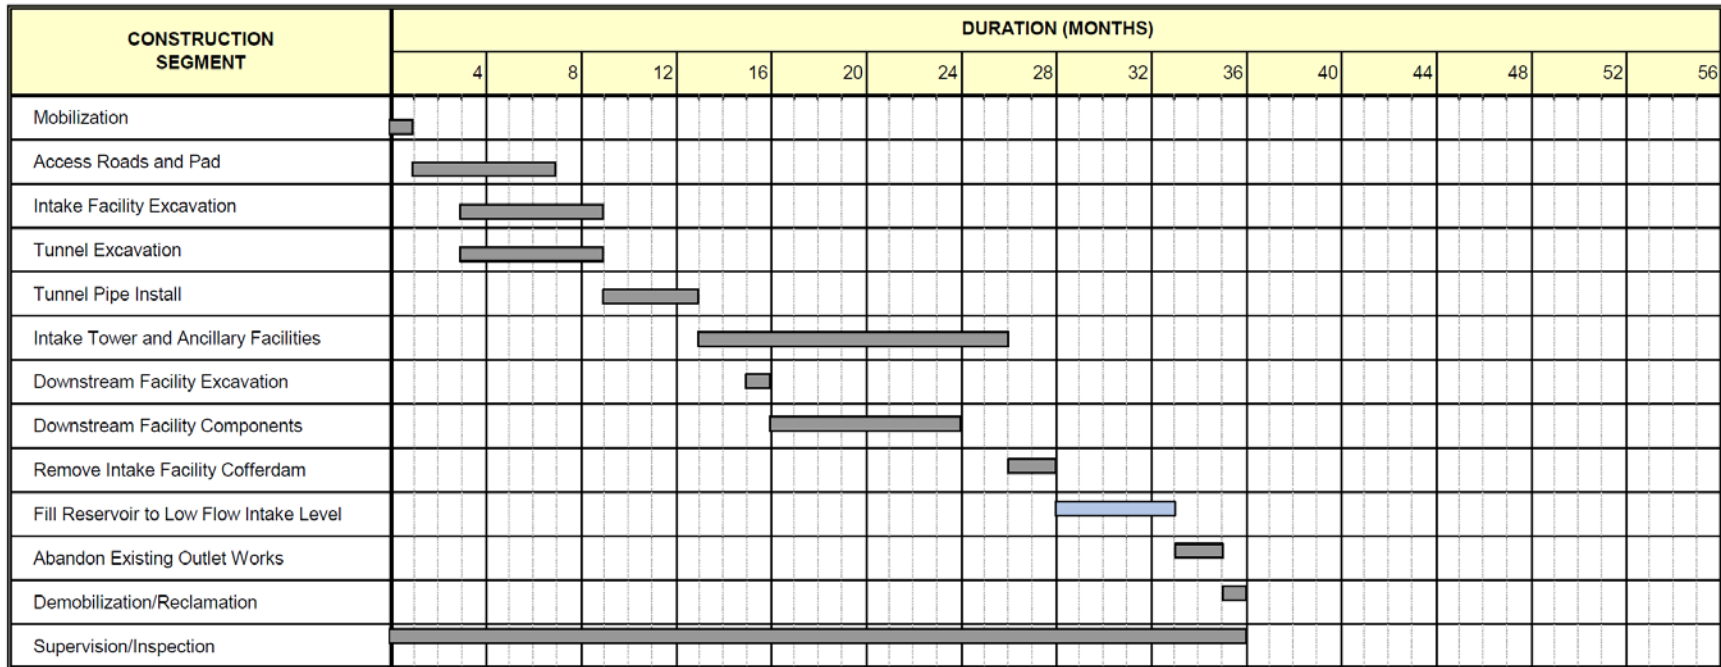 CONSTRUCTION
SEGMENT
DURATION (MONTHS)
4 8 12 16 20 24 28 32 36 40 44 48 52 56
Mobilization
Access Roads and Pad
Intake Facility Excavation
Tunnel Excavation
Tunnel Pipe Install
Intake Tower and Ancillary Facilities
Downstream Facility Excavation
Downstream Facility Components
Remove Intake Facility Cofferdam
Fill Reservoir to Low Flow Intake Level
Abandon Existing Outlet Works
Demobilization/Reclamation
Supervision/Inspection